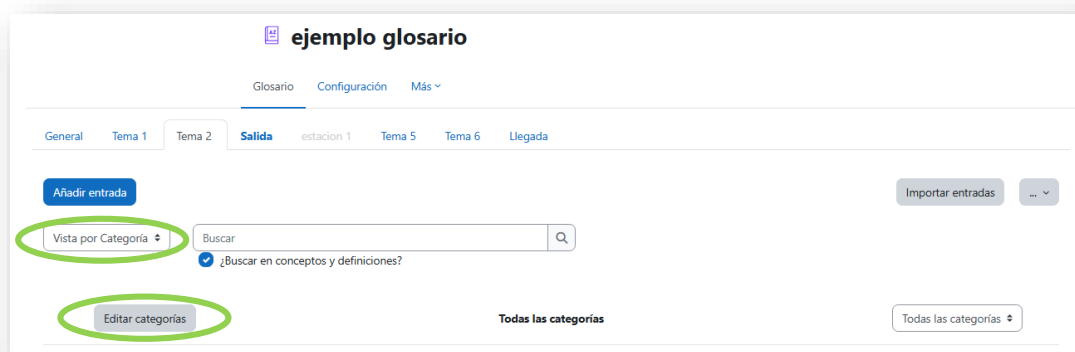 ejemplo glosario
Glosario Configuración Más
General Tema 1 Tema 2 Salida estacion 1 Tema 5 Tema 6 Llegada
Añadir entrada Importar entradas ...
Vista por Categoría Buscar
¿Buscar en conceptos y definiciones?
Editar categorías Todas las categorías Todas las categorías